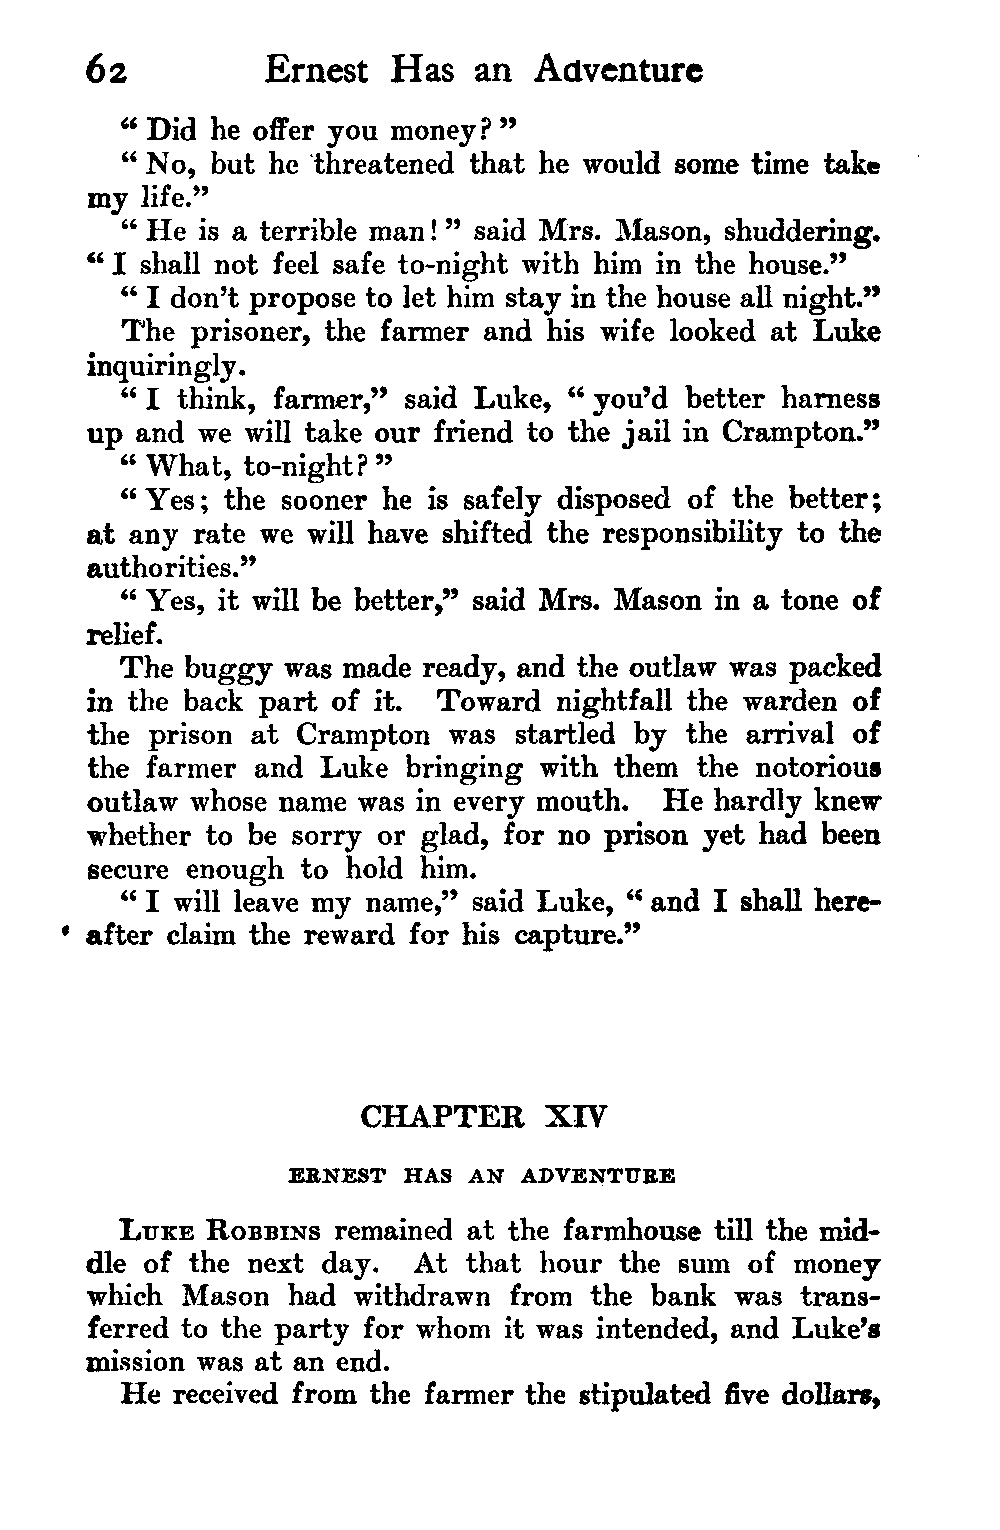 62 Ernest Has an Adventure
“ Did he offer you money? ”
“ No, but he threatened that he would some time take
my life.”
“ He is a terrible man! ” said Mrs. Mason, shuddering.
“ I shall not feel safe to-night with him in the house.”
“ I don’t propose to let him stay in the house all night.”
The prisoner, the farmer and his wife looked at Luke
inquiringly.
“ I think, farmer,” said Luke, “ you’d better harness
up and we will take our friend to the jail in Crampton.”
“ What, to-night? ”
“ Yes; the sooner he is safely disposed of the better;
at any rate we will have shifted the responsibility to the
authorities.”
“ Yes, it will be better,” said Mrs. Mason in a tone of
relief.
The buggy was made ready, and the outlaw was packed
in the back part of it. Toward nightfall the warden of
the prison at Crampton was startled by the arrival of
the farmer and Luke bringing with them the notorious
outlaw whose name was in every mouth. He hardly knew
whether to be sorry or glad, for no prison yet had been
secure enough to hold him.
“ I will leave my name,” said Luke, “ and I shall here-
after claim the reward for his capture.”
CHAPTER XIV
ERNEST HAS AN ADVENTURE
LUKE ROBBINS remained at the farmhouse till the mid-
dle of the next day. At that hour the sum of money
which Mason had withdrawn from the bank was trans-
ferred to the party for whom it was intended, and Luke’s
mission was at an end.
He received from the farmer the stipulated five dollars,